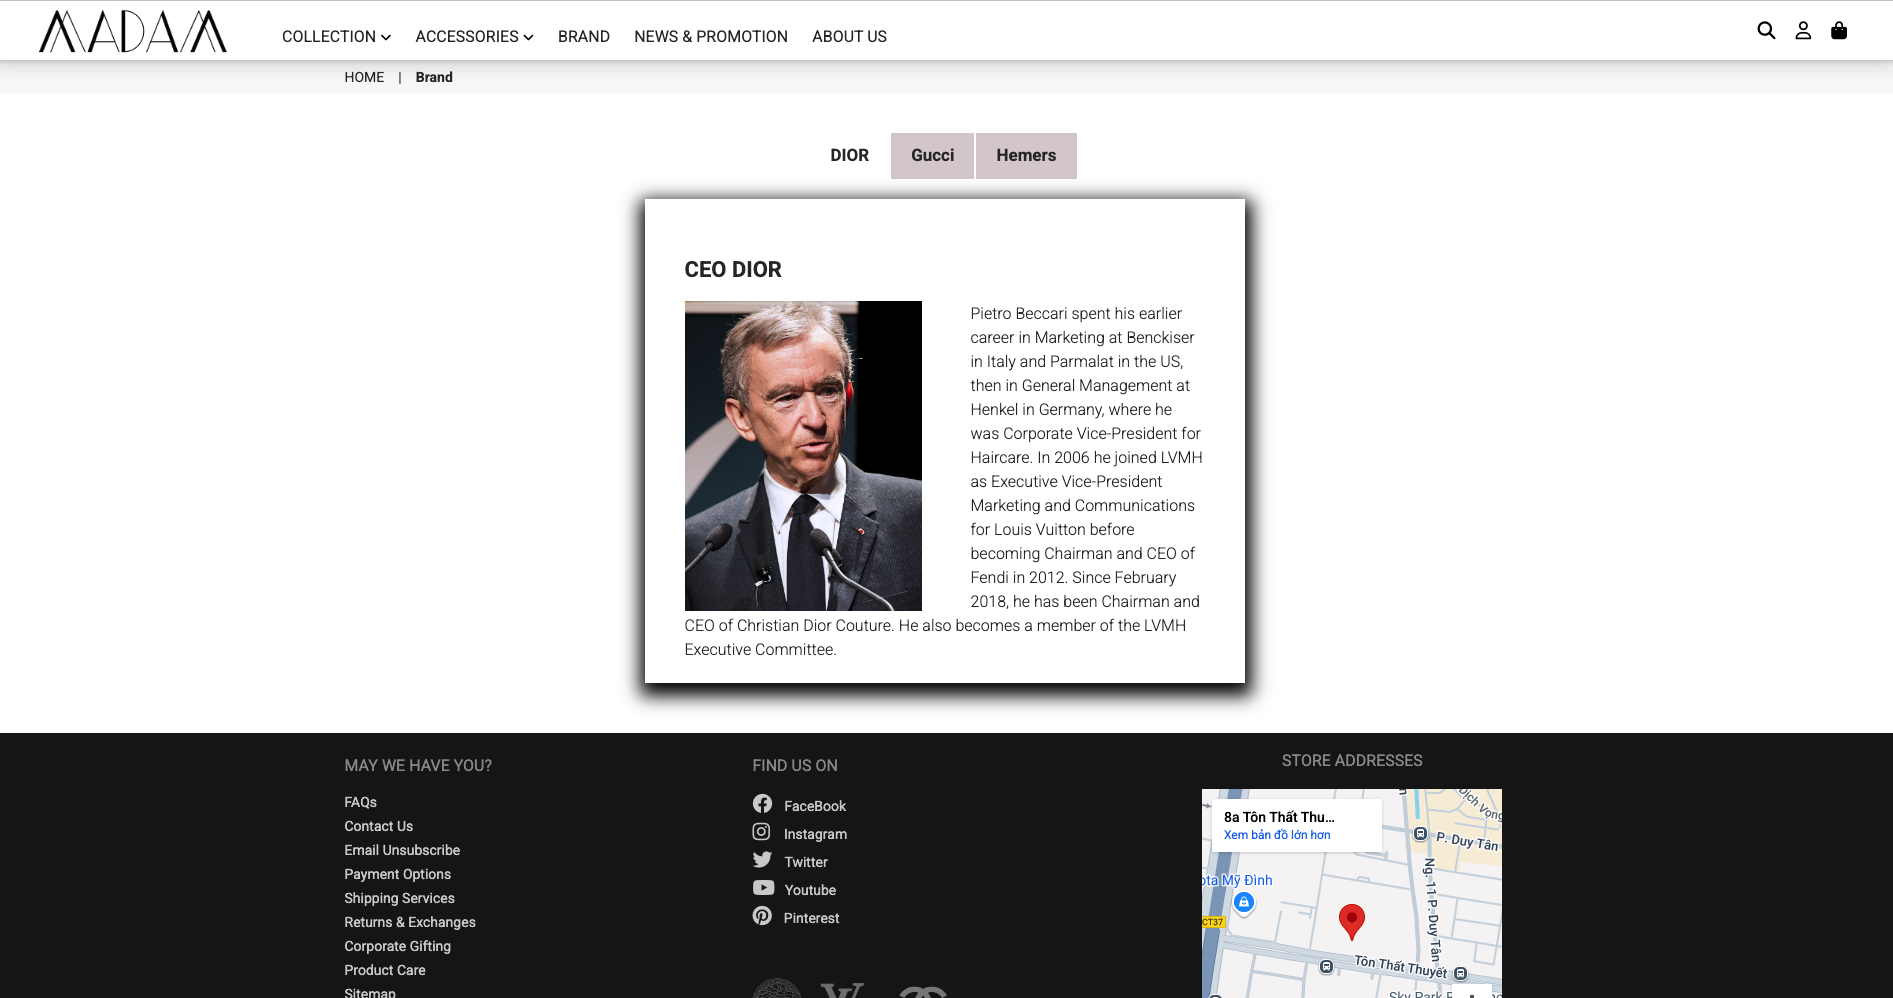 MADAM
COLLECTION
ACCESSORIES
BRAND
NEWS & PROMOTION
ABOUT US
HOME | Brand
DIOR
Gucci
Hemers
CEO DIOR
Pietro Beccari spent his earlier
career in Marketing at Benckiser
in Italy and Parmalat in the US,
then in General Management at
Henkel in Germany, where he
was Corporate Vice-President for
Haircare. In 2006 he joined LVMH
as Executive Vice-President
Marketing and Communications
for Louis Vuitton before
becoming Chairman and CEO of
Fendi in 2012. Since February
2018, he has been Chairman and
CEO of Christian Dior Couture. He also becomes a member of the LVMH
Executive Committee.
MAY WE HAVE YOU?
FAQs
Contact Us
Email Unsubscribe
Payment Options
Shipping Services
Returns & Exchanges
Corporate Gifting
Product Care
Sitemap
FIND US ON
FaceBook
Instagram
Twitter
Youtube
Pinterest
STORE ADDRESSES
8a Tôn Thất Thu...
Xem bản đồ lớn hơn
Dịch Vọng
P. Duy Tân
Ng. 11 P. Duy Tân
Mỹ Đình
CT37
Tôn Thất Thuyết
Sky Park